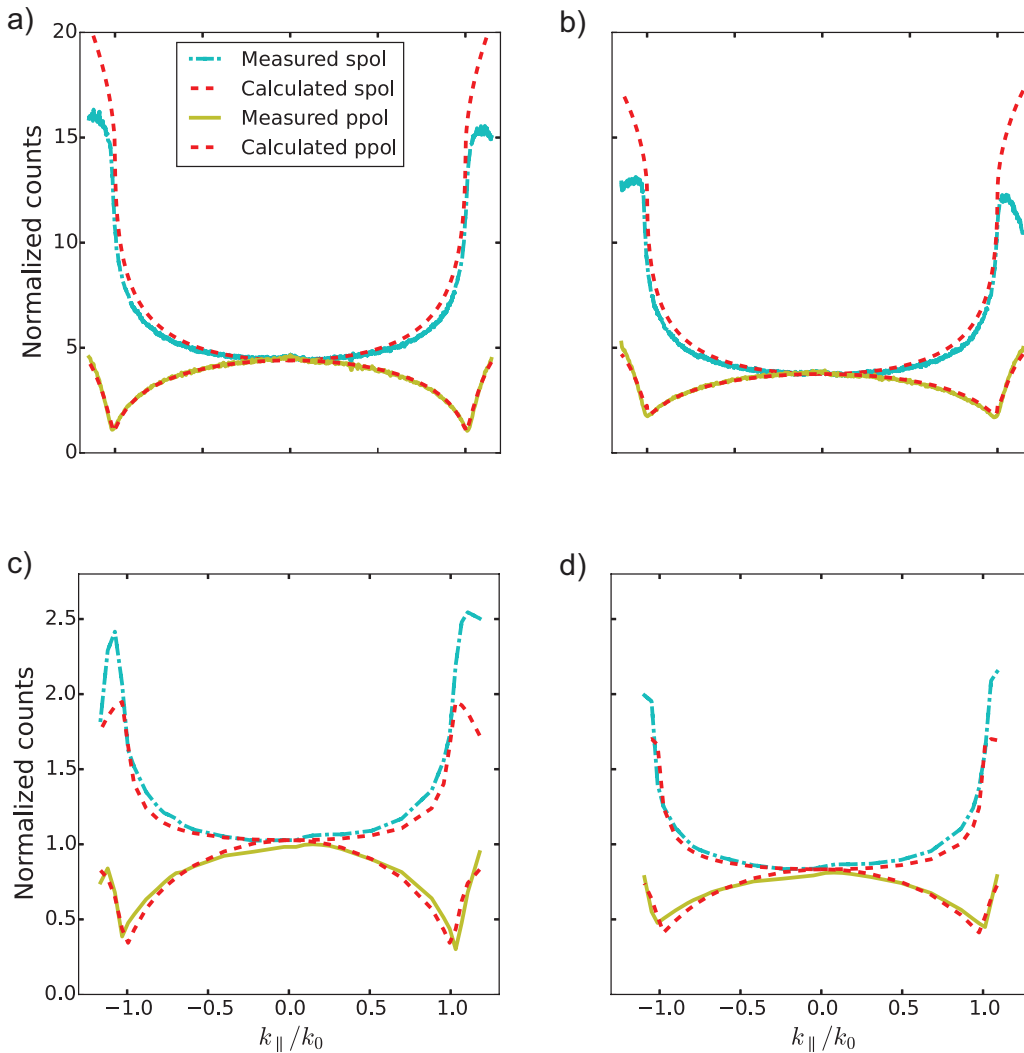 a)
20
15
10
5
0
Normalized counts
Measured spol
Calculated spol
Measured ppol
Calculated ppol
b)
c)
2.5
2.0
1.5
1.0
0.5
0.0
Normalized counts
−1.0 −0.5 0.0 0.5 1.0
k∥/k0
d)
−1.0 −0.5 0.0 0.5 1.0
k∥/k0